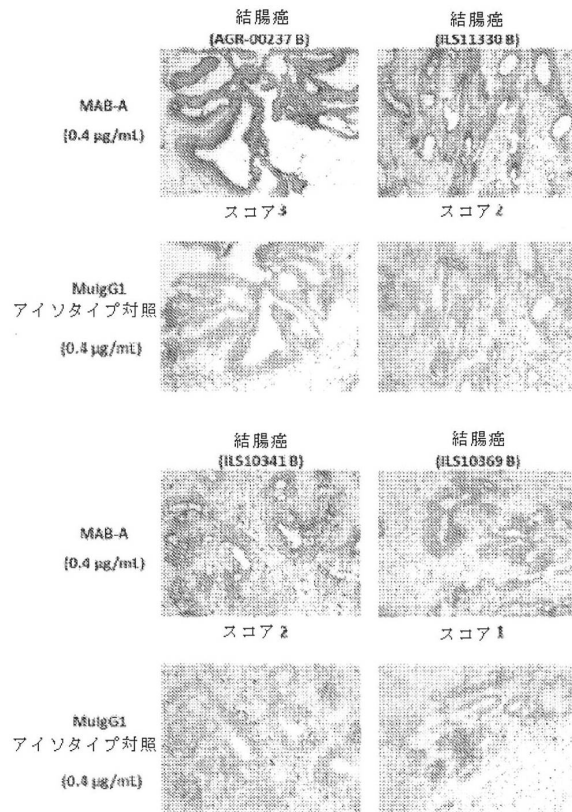 結腸癌
(AGR-00237 B)
結腸癌
(ILS11330 B)
MAB-A
(0.4 µg/mL)
スコア3
スコア2
MuIgG1
アイソタイプ対照
(0.4 µg/mL)
結腸癌
(ILS10341 B)
結腸癌
(ILS10369 B)
MAB-A
(0.4 µg/mL)
スコア2
スコア1
MuIgG1
アイソタイプ対照
(0.4 µg/mL)